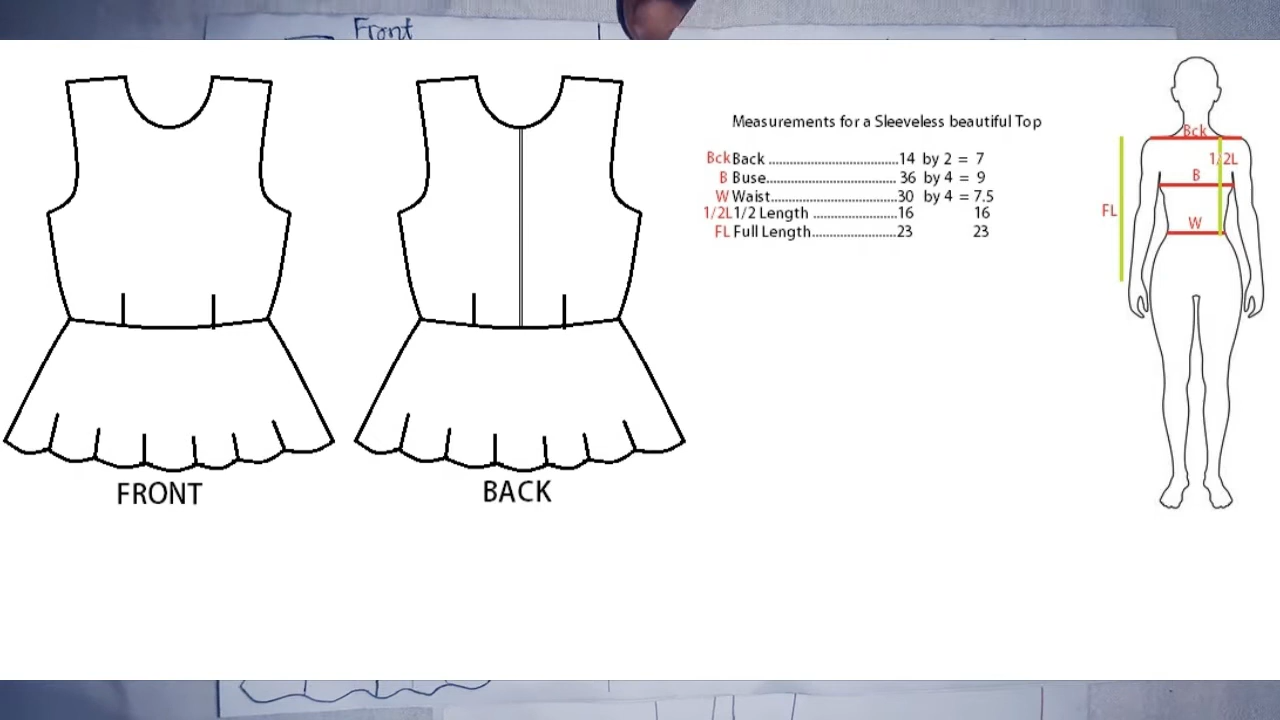 Front
Measurements for a Sleeveless beautiful Top
Bck Back ..................................14 by 2 = 7
B Buse.................................. 36 by 4 = 9
W Waist..................................30 by 4 = 7.5
1/2L 1/2 Length ......................16 16
FL Full Length.......................23 23
Bck
1/2L
B
FL
W
FRONT
BACK